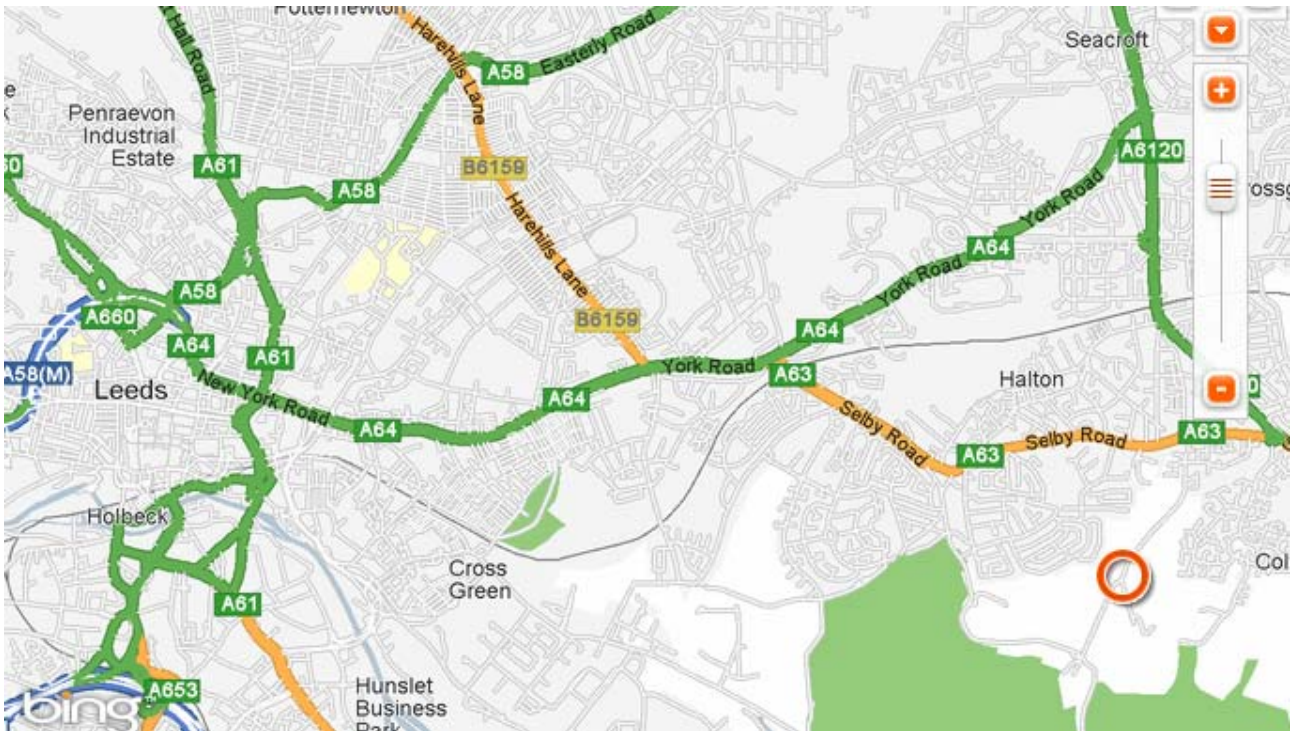 Potternewton
Hall Road
Harehills Lane
A58
Easterly Road
Seacroft
Penraevon
Industrial
Estate
A61
A58
B6159
A6120
York Road
Harehills Lane
A64
York Road
A58
A660
A64
A61
B6159
A64
A58(M)
Leeds
New York Road
York Road
A63
Halton
A64
A64
Selby Road
A63
Selby Road
A63
Holbeck
Cross
Green
Col
A61
A653
Hunslet
Business
Park
bing